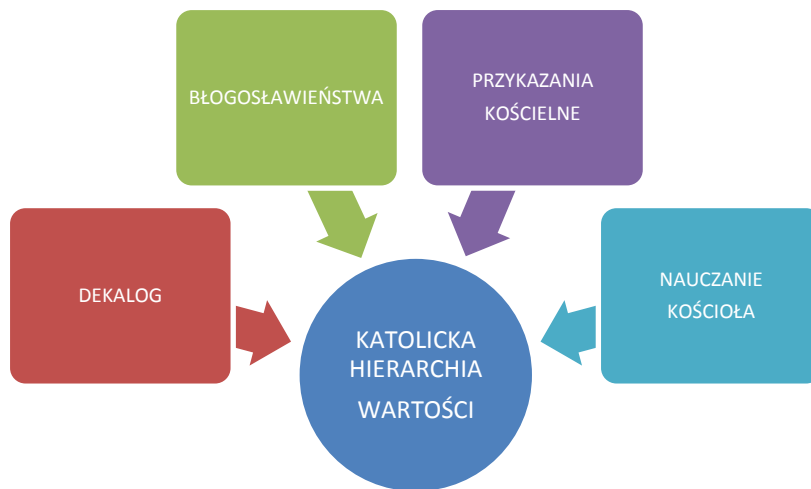 BŁOGOSŁAWIEŃSTWA
PRZYKAZANIA
KOŚCIELNE
DEKALOG
NAUCZANIE
KOŚCIOŁA
KATOLICKA
HIERARCHIA
WARTOŚCI